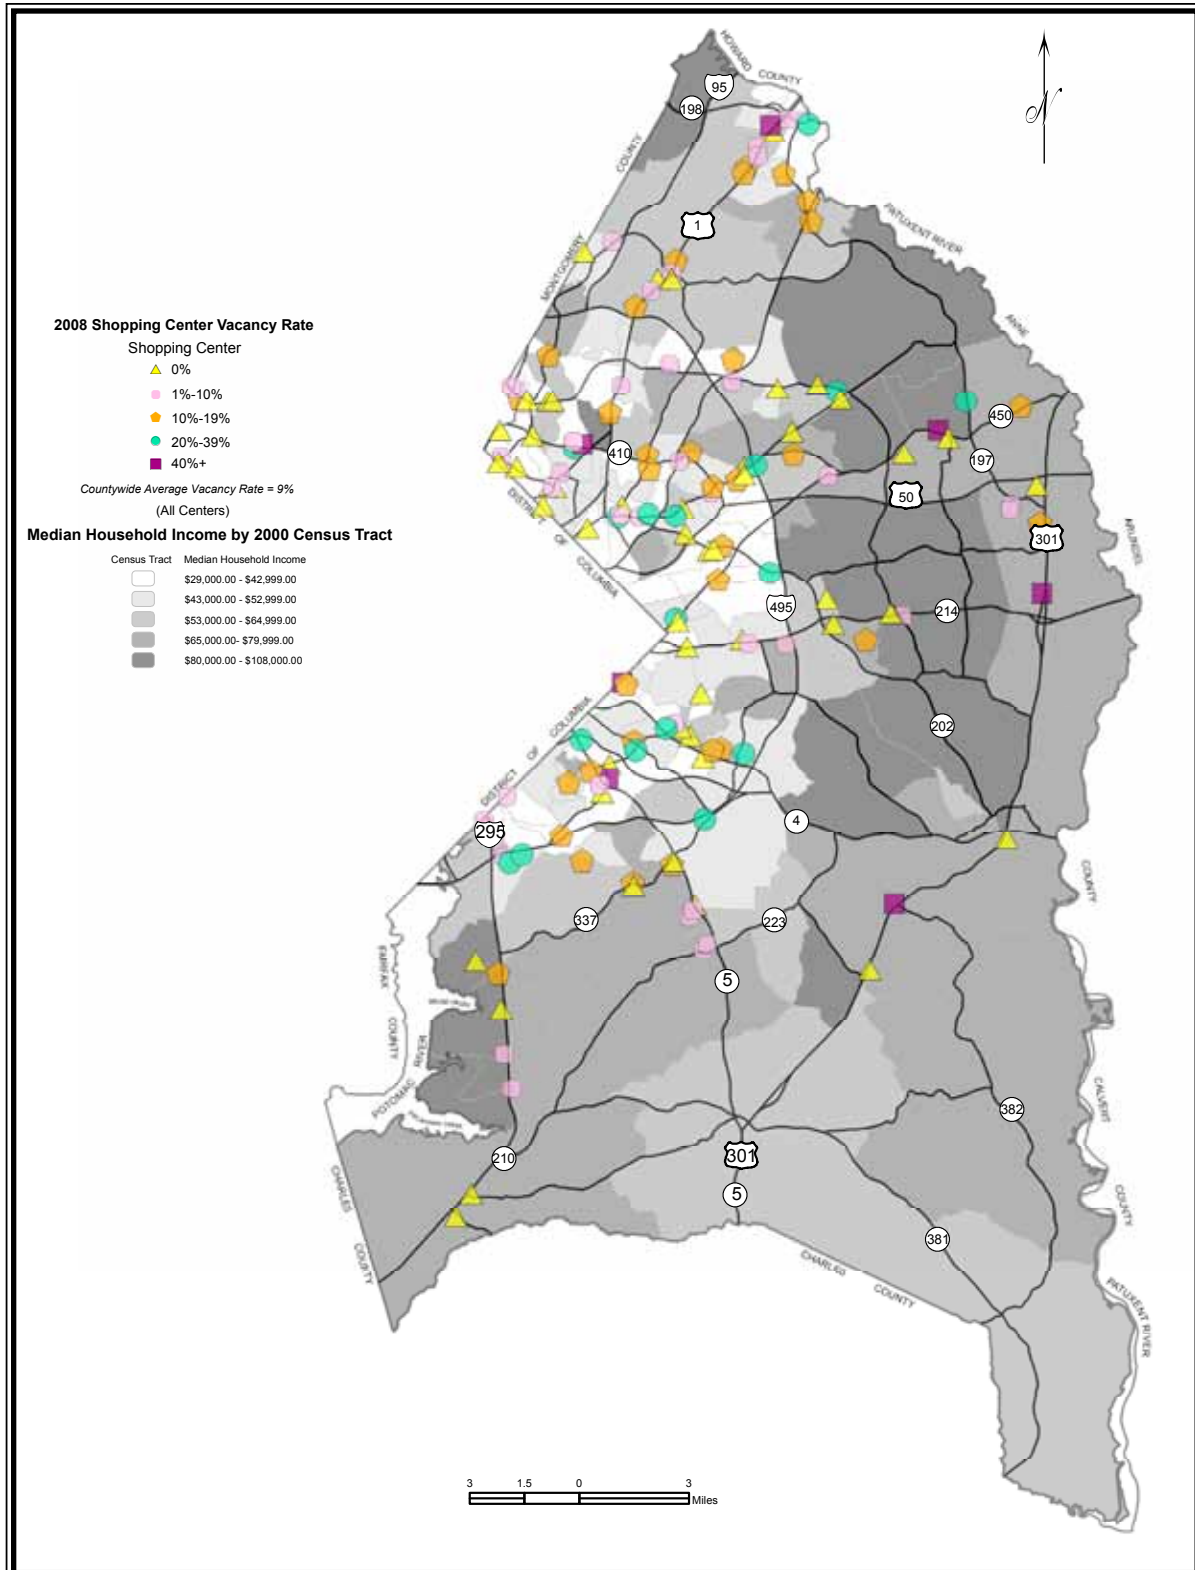 HOWARD
COUNTY
95
198
N
COUNTY
MONTGOMERY
1
PATUXENT RIVER
ANNE
2008 Shopping Center Vacancy Rate
Shopping Center
0%
1%-10%
10%-19%
20%-39%
40%+
Countywide Average Vacancy Rate = 9%
(All Centers)
Median Household Income by 2000 Census Tract
Census Tract Median Household Income
$29,000.00 - $42,999.00
$43,000.00 - $52,999.00
$53,000.00 - $64,999.00
$65,000.00- $79,999.00
$80,000.00 - $108,000.00
450
410
197
50
DISTRICT
OF
COLUMBIA
301
ARUNDEL
495
214
202
DISTRICT
OF
COLUMBIA
295
4
COUNTY
337
223
5
FAIRFAX
COUNTY
POTOMAC
RIVER
CALVERT
382
COUNTY
210
301
5
381
CHARLES
COUNTY
CHARLES
COUNTY
PATUXENT RIVER
3 1.5 0 3
Miles